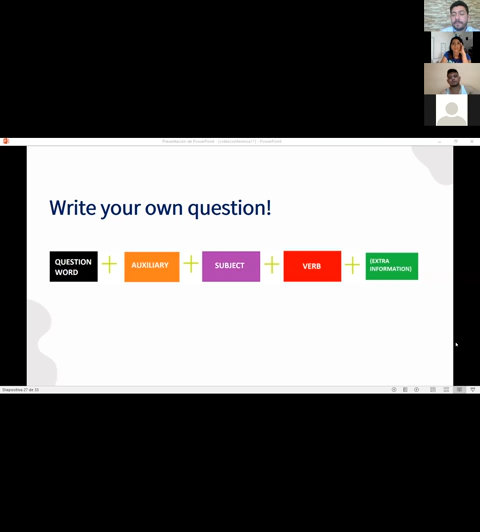 Write your own question!
QUESTION WORD + AUXILIARY + SUBJECT + VERB + (EXTRA INFORMATION)